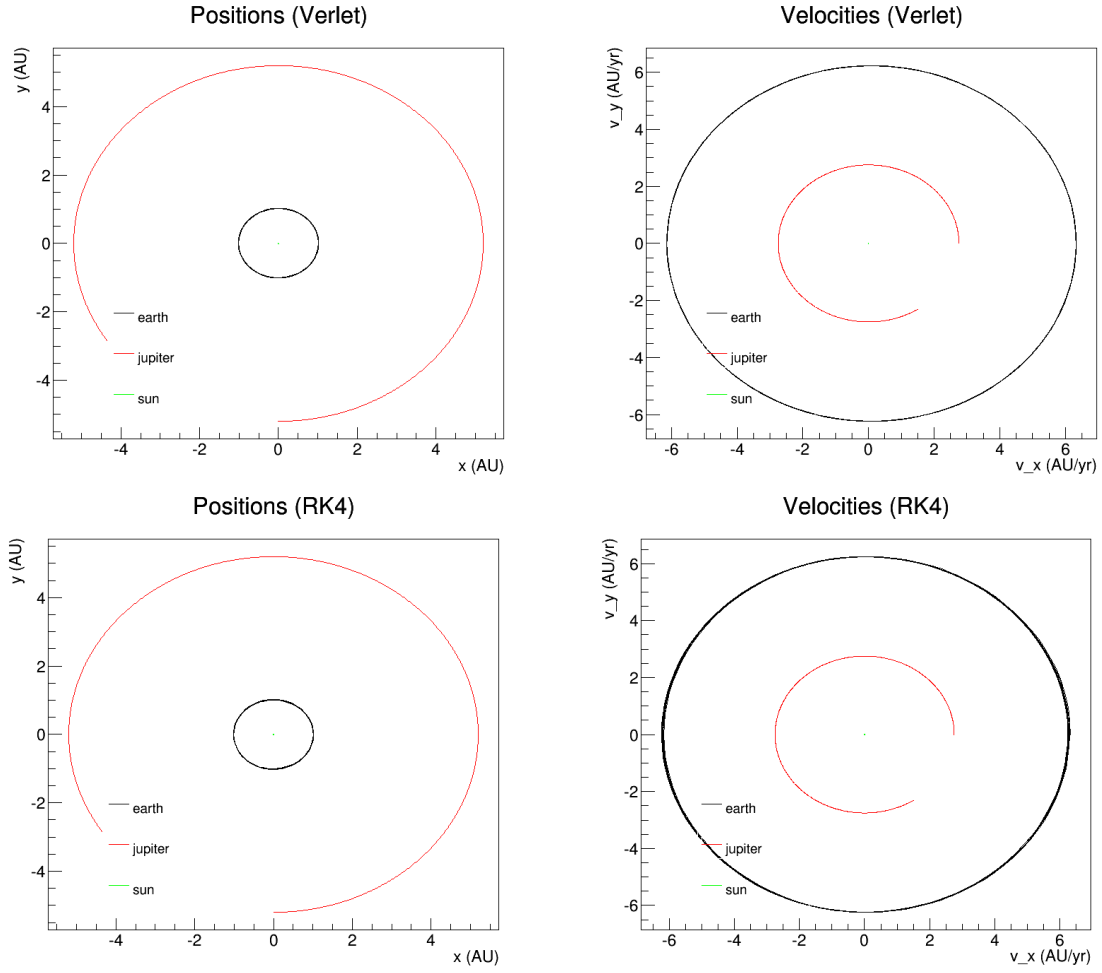 Positions (Verlet)
y (AU)
4
2
0
-2
-4
earth
jupiter
sun
-4 -2 0 2 4
x (AU)
Velocities (Verlet)
v_y (AU/yr)
6
4
2
0
-2
-4
-6
earth
jupiter
sun
-6 -4 -2 0 2 4 6
v_x (AU/yr)
Positions (RK4)
y (AU)
4
2
0
-2
-4
earth
jupiter
sun
-4 -2 0 2 4
x (AU)
Velocities (RK4)
v_y (AU/yr)
6
4
2
0
-2
-4
-6
earth
jupiter
sun
-6 -4 -2 0 2 4 6
v_x (AU/yr)